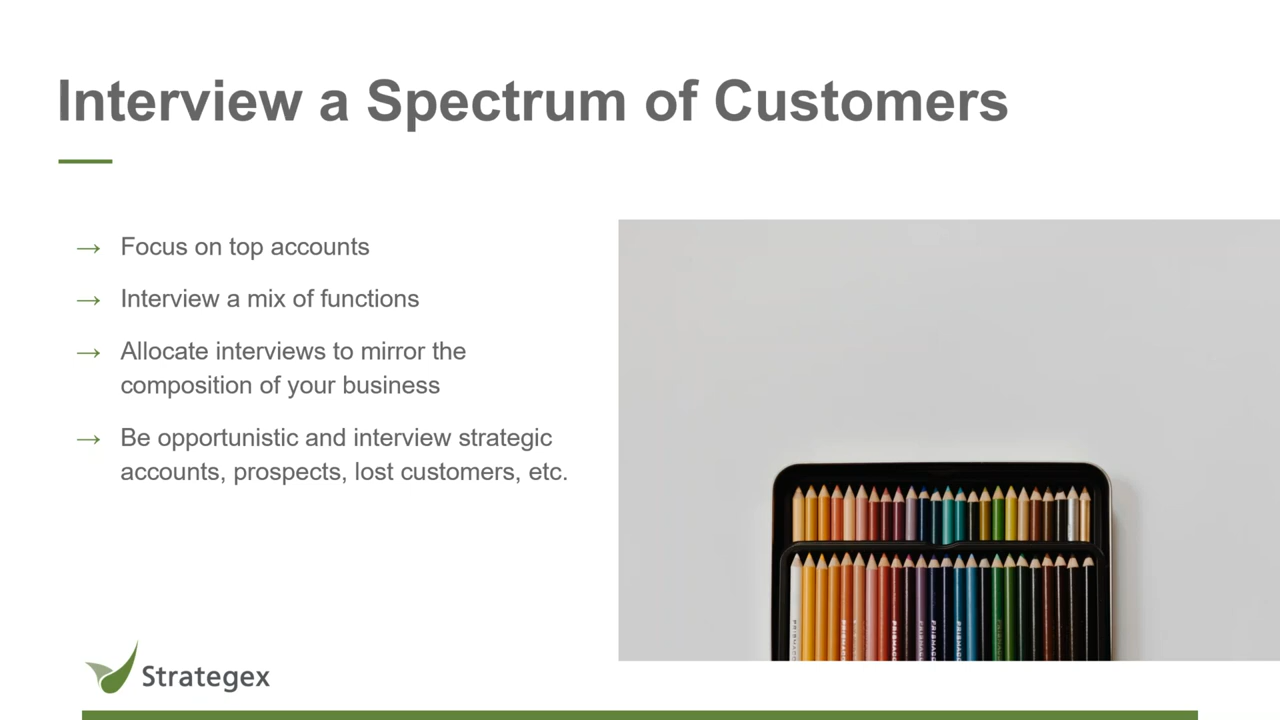 Interview a Spectrum of Customers
→ Focus on top accounts
→ Interview a mix of functions
→ Allocate interviews to mirror the
composition of your business
→ Be opportunistic and interview strategic
accounts, prospects, lost customers, etc.
Strategex